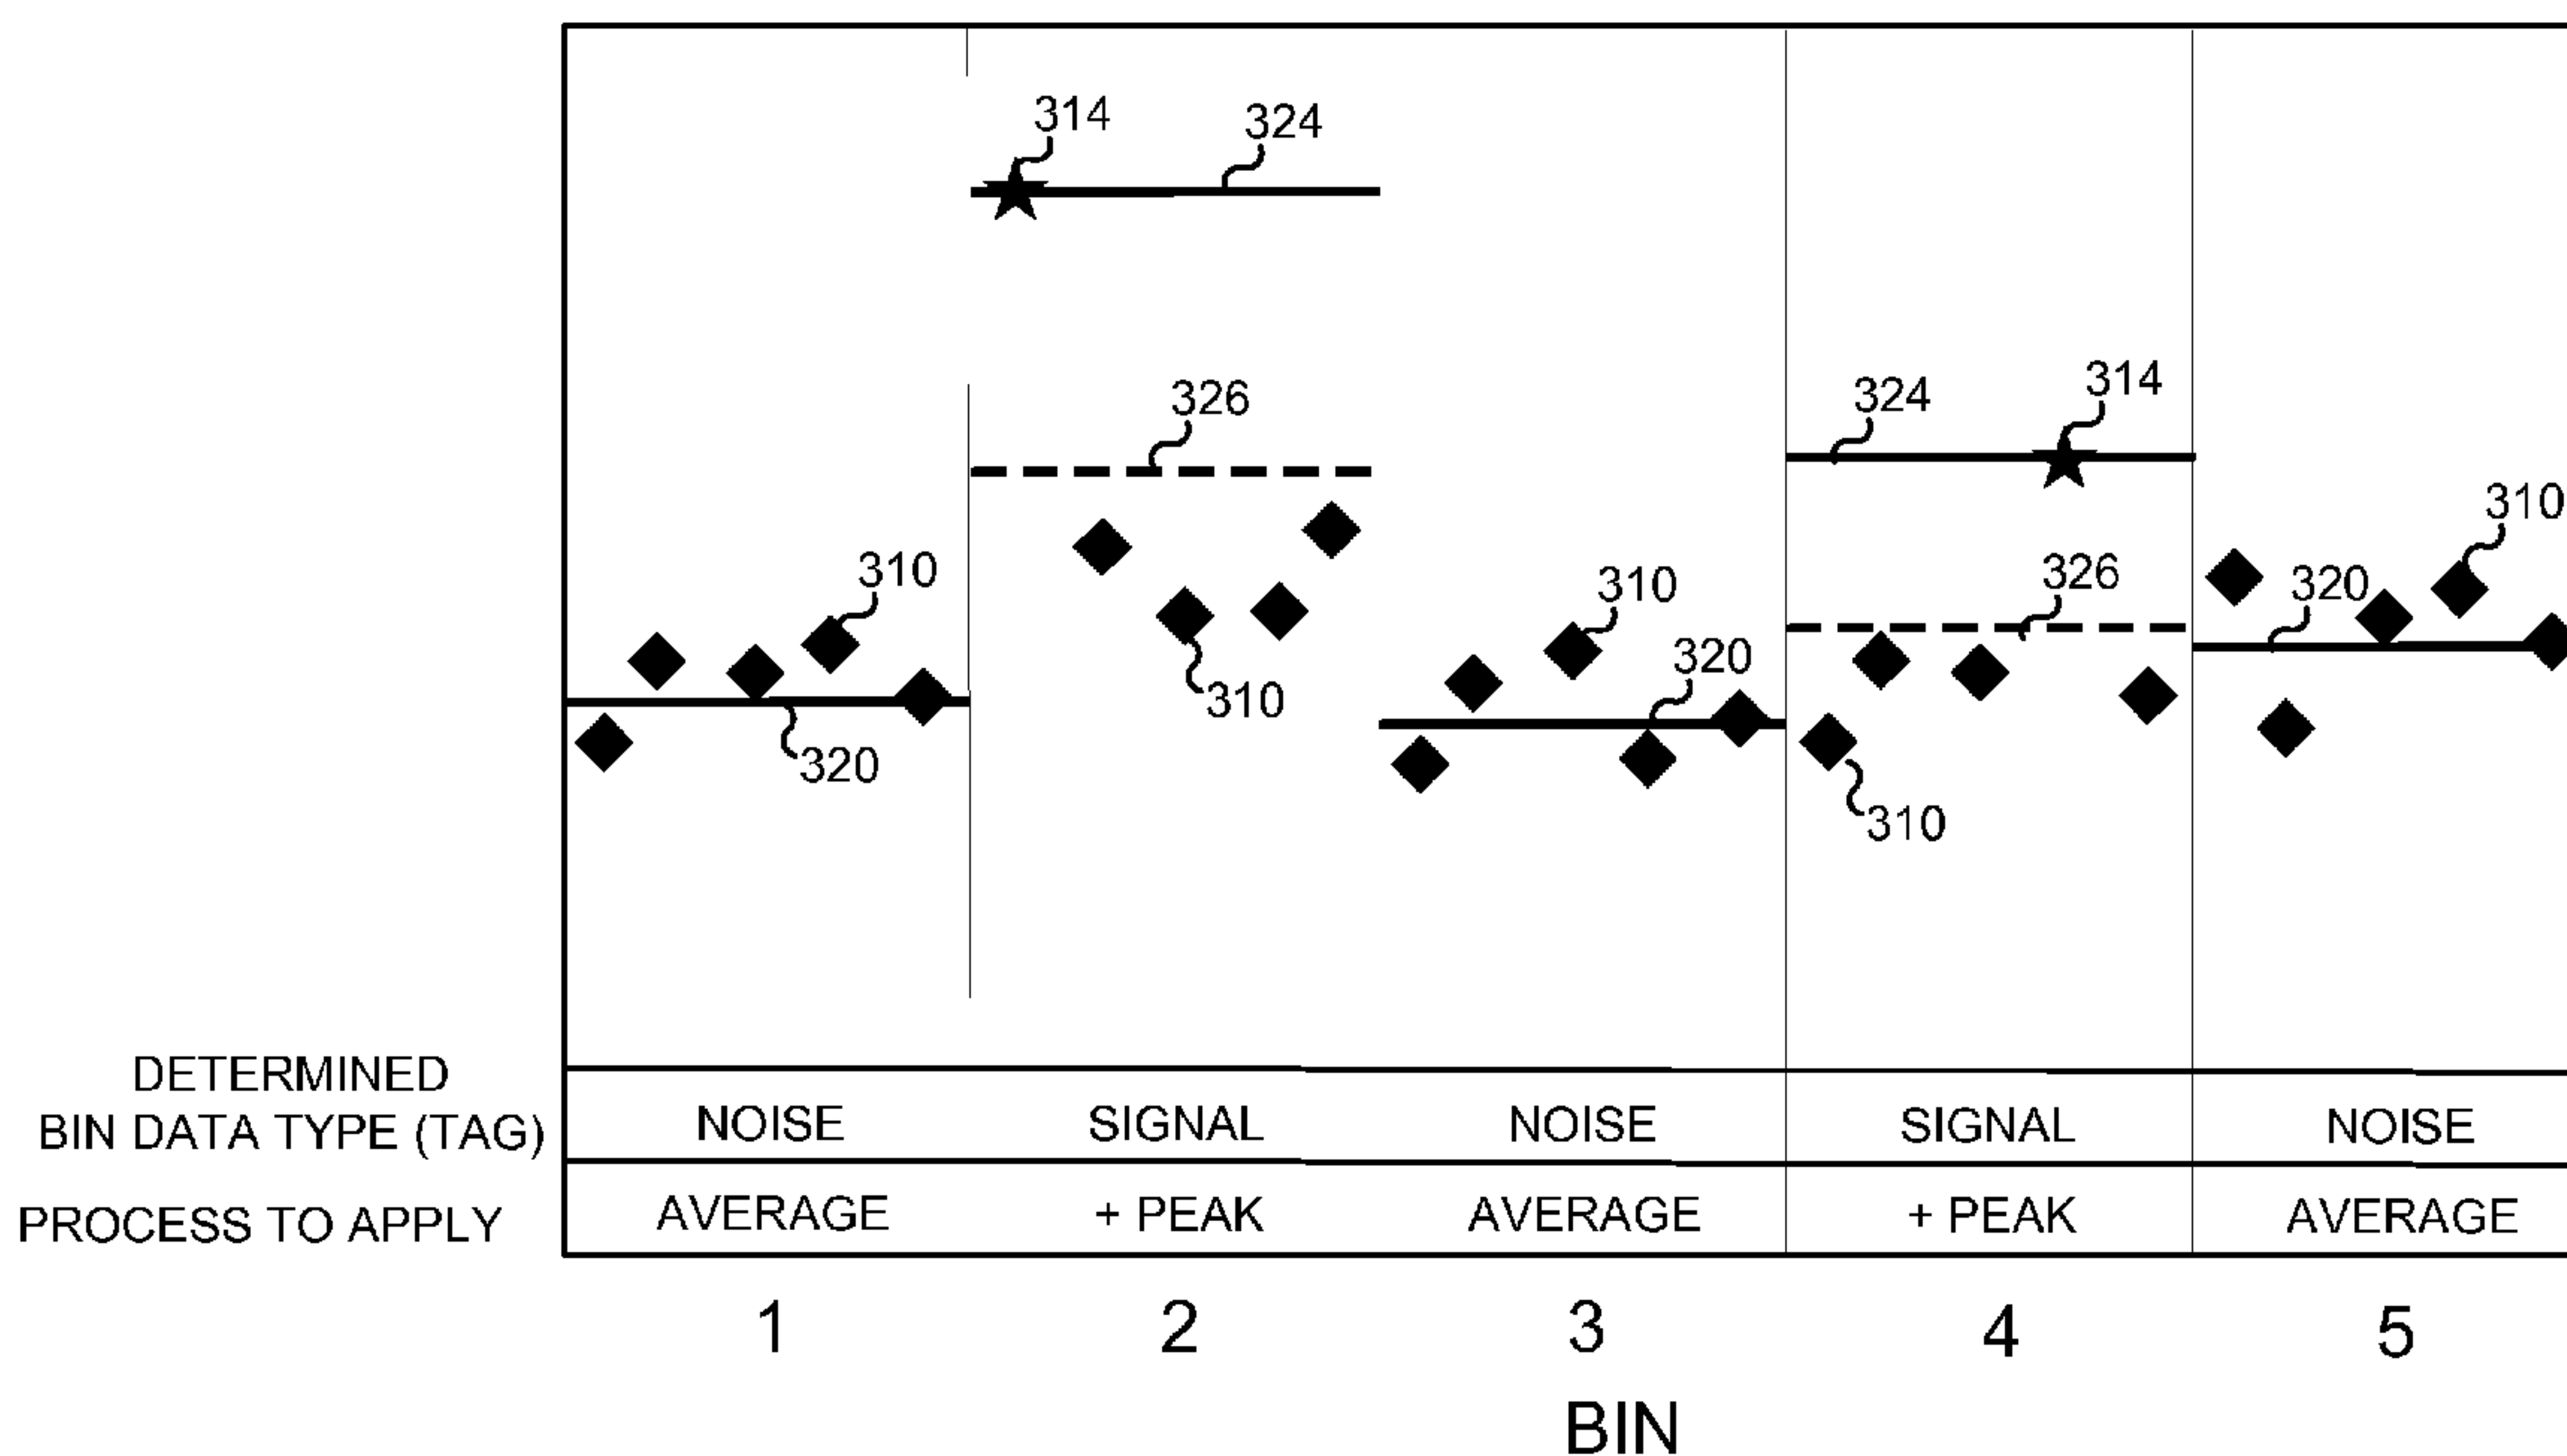 314
324
326
324
314
310
310
310
326
320
310
320
310
320
310
DETERMINED
BIN DATA TYPE (TAG)
NOISE SIGNAL NOISE SIGNAL NOISE
PROCESS TO APPLY
AVERAGE + PEAK AVERAGE + PEAK AVERAGE
1 2 3 4 5
BIN